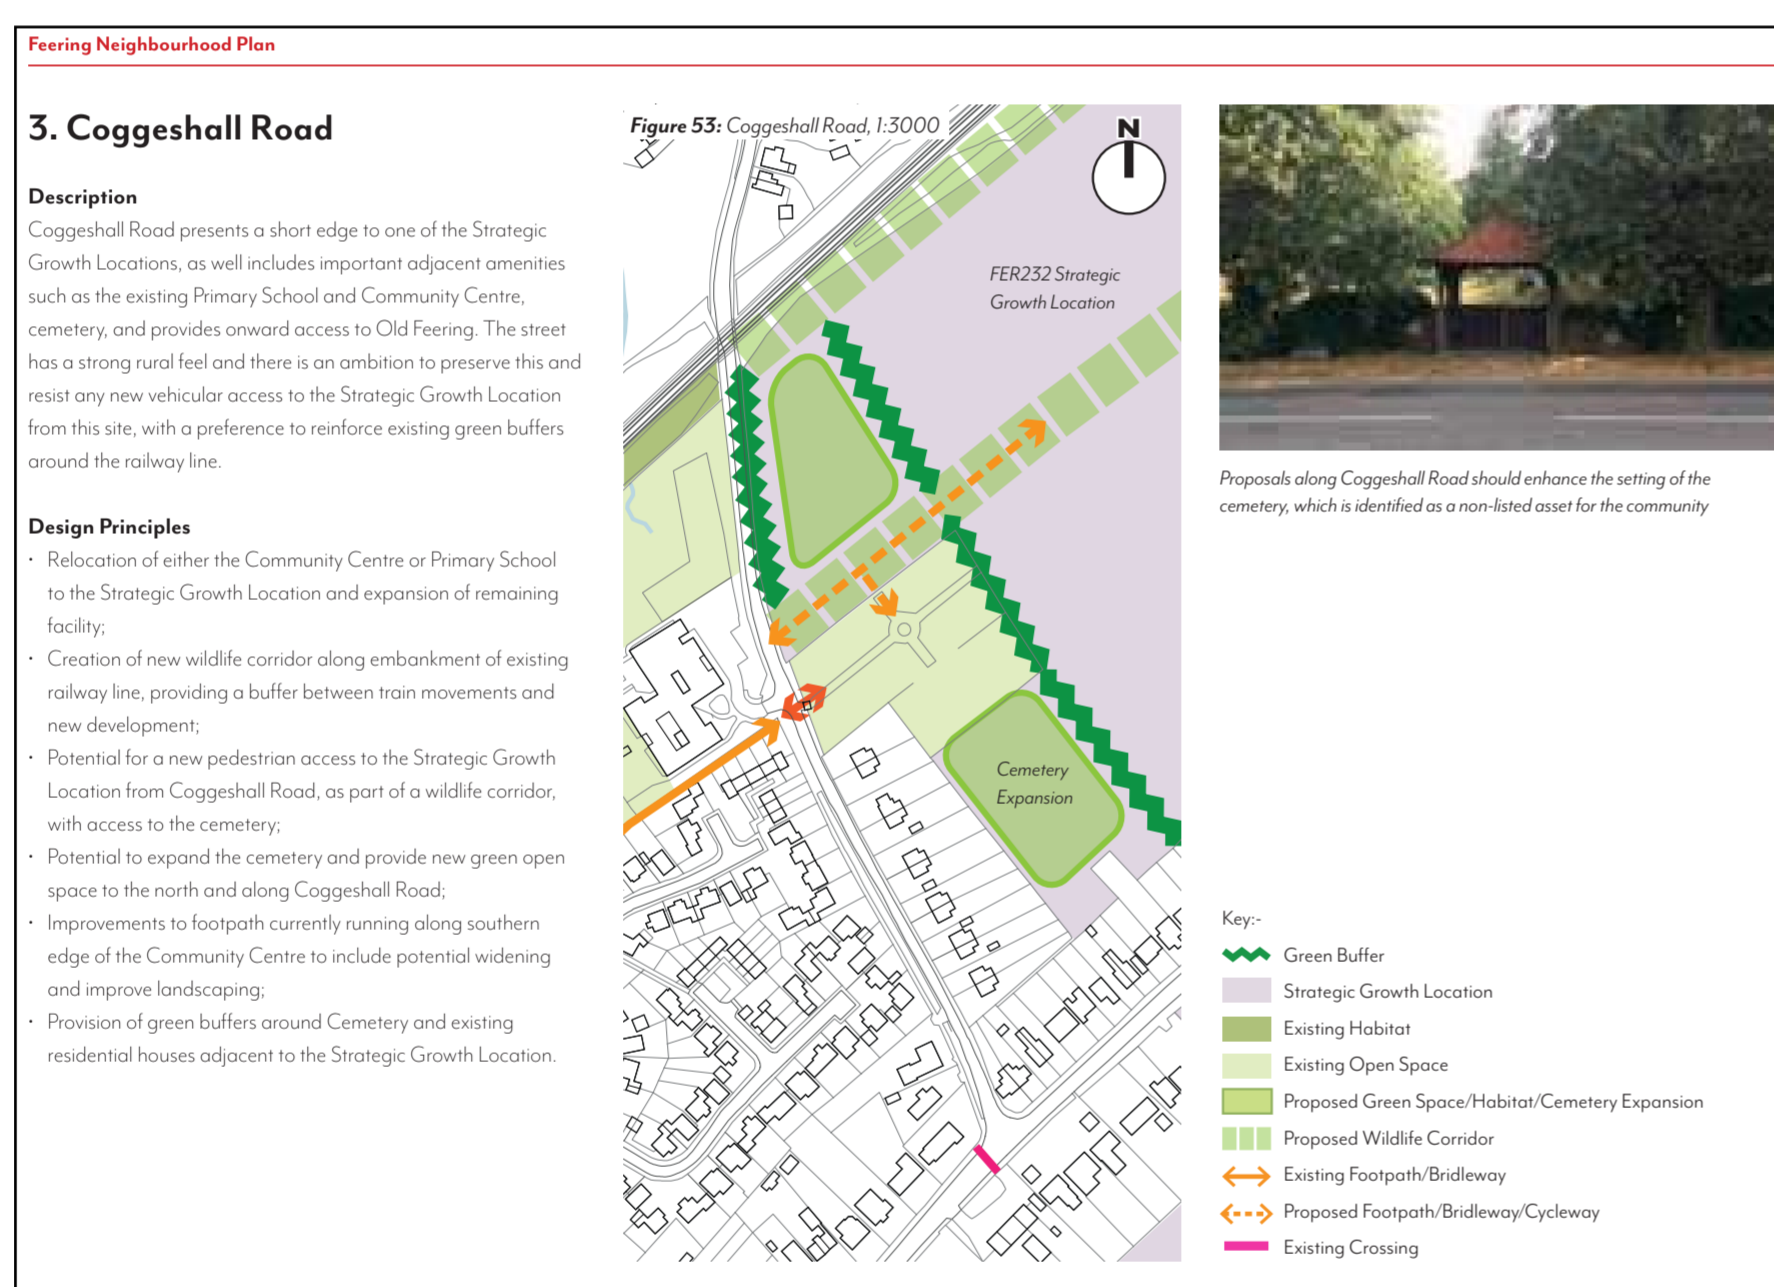 Feering Neighbourhood Plan
3. Coggeshall Road
Description
Coggeshall Road presents a short edge to one of the Strategic
Growth Locations, as well includes important adjacent amenities
such as the existing Primary School and Community Centre,
cemetery, and provides onward access to Old Feering. The street
has a strong rural feel and there is an ambition to preserve this and
resist any new vehicular access to the Strategic Growth Location
from this site, with a preference to reinforce existing green buffers
around the railway line.
Design Principles
· Relocation of either the Community Centre or Primary School
to the Strategic Growth Location and expansion of remaining
facility;
· Creation of new wildlife corridor along embankment of existing
railway line, providing a buffer between train movements and
new development;
· Potential for a new pedestrian access to the Strategic Growth
Location from Coggeshall Road, as part of a wildlife corridor,
with access to the cemetery;
· Potential to expand the cemetery and provide new green open
space to the north and along Coggeshall Road;
· Improvements to footpath currently running along southern
edge of the Community Centre to include potential widening
and improve landscaping;
· Provision of green buffers around Cemetery and existing
residential houses adjacent to the Strategic Growth Location.
Figure 53: Coggeshall Road, 1:3000
N
FER232 Strategic
Growth Location
Cemetery
Expansion
Proposals along Coggeshall Road should enhance the setting of the
cemetery, which is identified as a non-listed asset for the community
Key:-
Green Buffer
Strategic Growth Location
Existing Habitat
Existing Open Space
Proposed Green Space/Habitat/Cemetery Expansion
Proposed Wildlife Corridor
Existing Footpath/Bridleway
Proposed Footpath/Bridleway/Cycleway
Existing Crossing